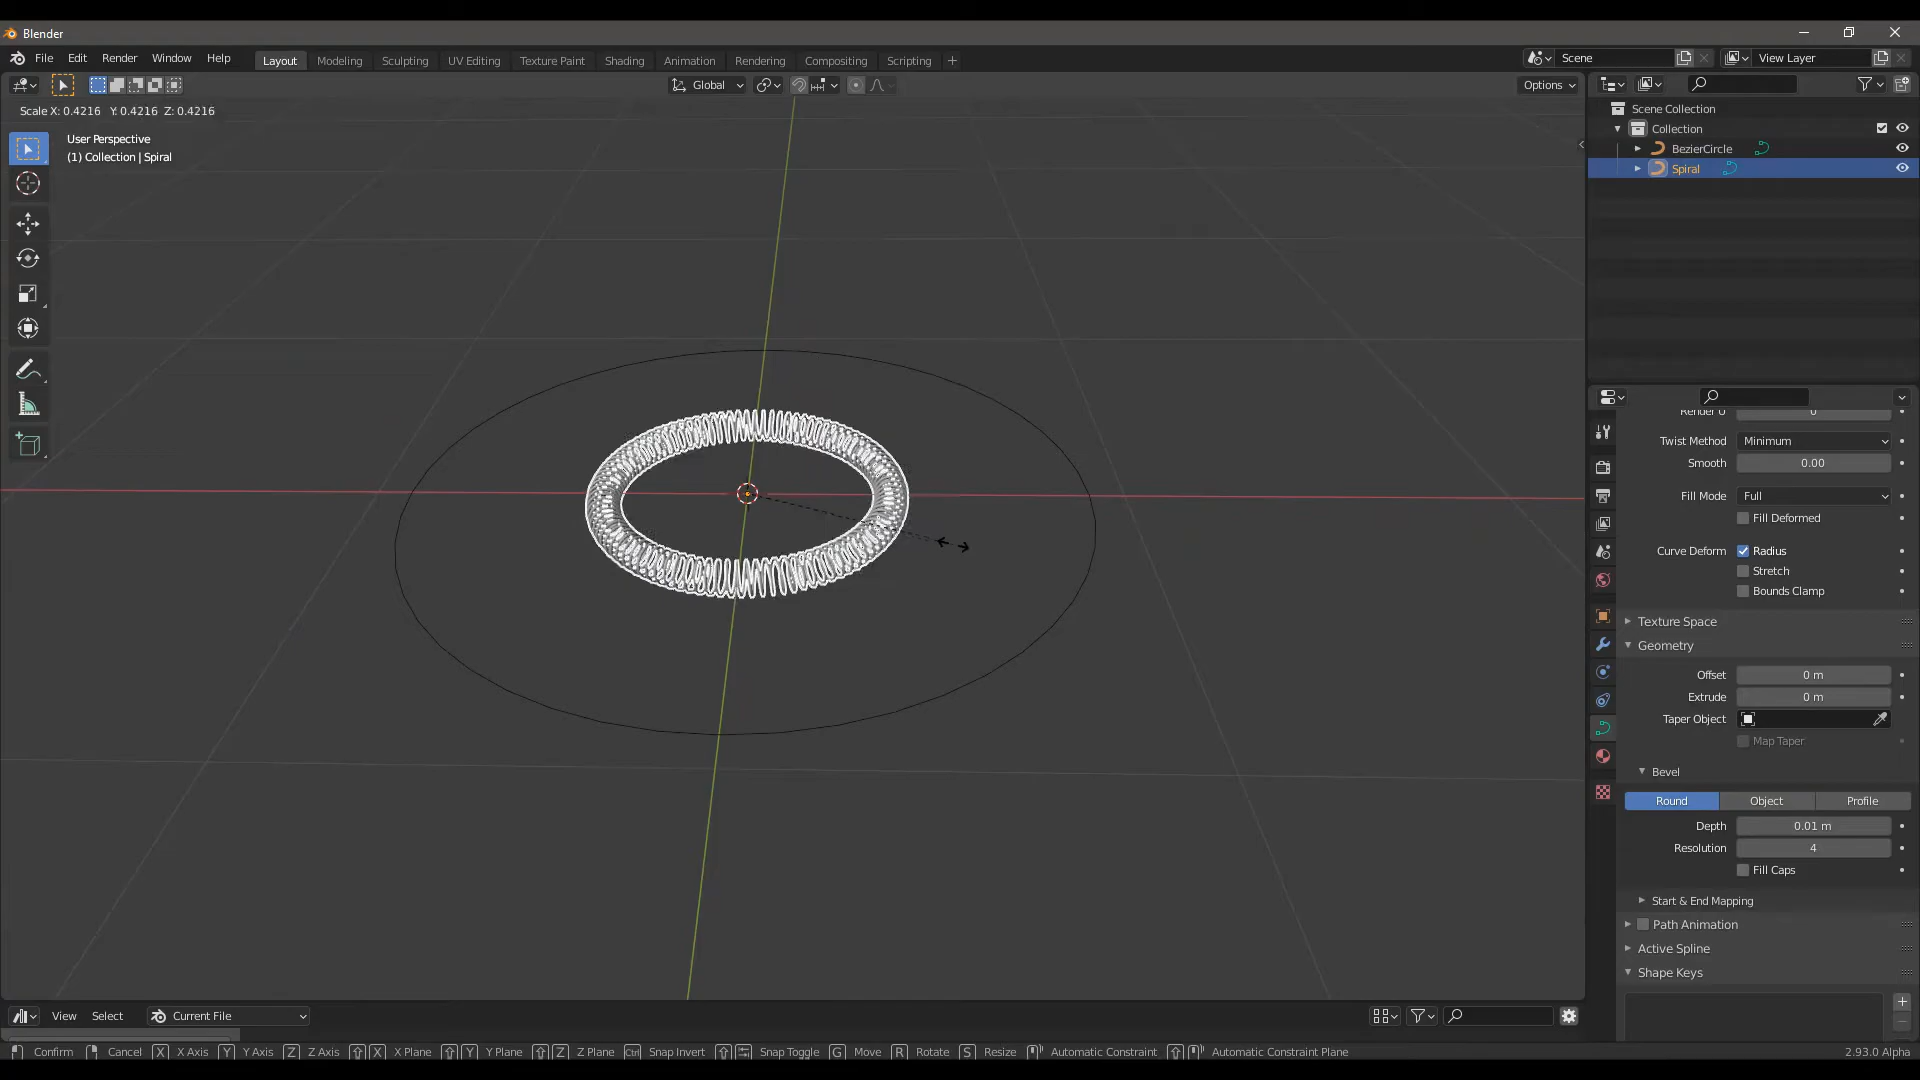 Blender
File Edit Render Window Help Layout Modeling Sculpting UV Editing Texture Paint Shading Animation Rendering Compositing Scripting + Scene View Layer
Global Options
Scale X: 0.4216 Y: 0.4216 Z: 0.4216
User Perspective
(1) Collection | Spiral
Scene Collection
Collection
BezierCircle
Spiral
Render U 0
Twist Method Minimum
Smooth 0.00
Fill Mode Full
Fill Deformed
Curve Deform Radius
Stretch
Bounds Clamp
Texture Space
Geometry
Offset 0 m
Extrude 0 m
Taper Object
Map Taper
Bevel
Round Object Profile
Depth 0.01 m
Resolution 4
Fill Caps
Start & End Mapping
Path Animation
Active Spline
Shape Keys
View Select Current File
Confirm Cancel X X Axis Y Y Axis Z Z Axis X X Plane Y Y Plane Z Z Plane Ctrl Snap Invert Snap Toggle G Move R Rotate S Resize Automatic Constraint Automatic Constraint Plane 2.93.0 Alpha